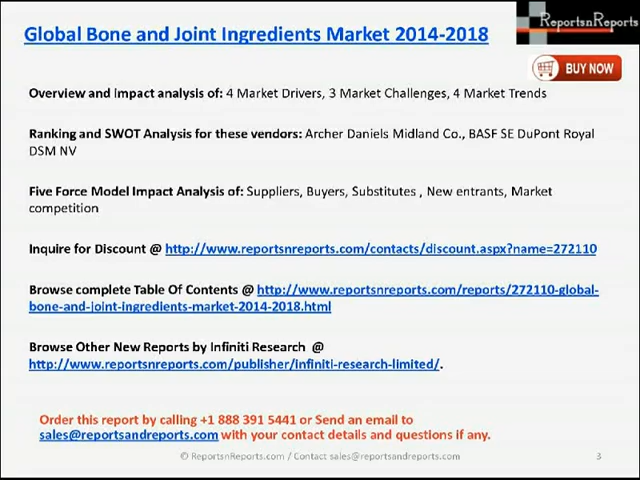 Global Bone and Joint Ingredients Market 2014-2018
ReportsnReports
BUY NOW
Overview and Impact analysis of: 4 Market Drivers, 3 Market Challenges, 4 Market Trends
Ranking and SWOT Analysis for these vendors: Archer Daniels Midland Co., BASF SE DuPont Royal
DSM NV
Five Force Model Impact Analysis of: Suppliers, Buyers, Substitutes , New entrants, Market
competition
Inquire for Discount @ http://www.reportsnreports.com/contacts/discount.aspx?name=272110
Browse complete Table Of Contents @ http://www.reportsnreports.com/reports/272110-global-
bone-and-joint-ingredients-market-2014-2018.html
Browse Other New Reports by Infiniti Research @
http://www.reportsnreports.com/publisher/infiniti-research-limited/.
Order this report by calling +1 888 391 5441 or Send an email to
sales@reportsandreports.com with your contact details and questions if any.
© ReportsnReports.com / Contact sales@reportsandreports.com
3